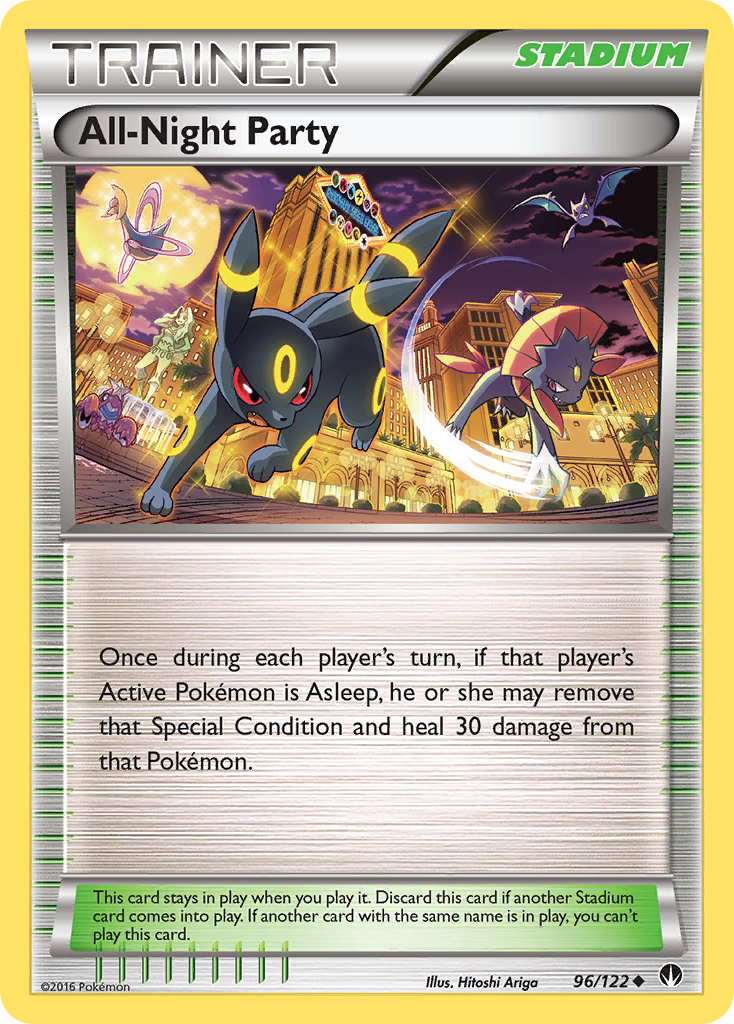 TRAINER
STADIUM
All-Night Party
Once during each player's turn, if that player's
Active Pokémon is Asleep, he or she may remove
that Special Condition and heal 30 damage from
that Pokémon.
This card stays in play when you play it. Discard this card if another Stadium
card comes into play. If another card with the same name is in play, you can't
play this card.
©2016 Pokémon
Illus. Hitoshi Ariga
96/122